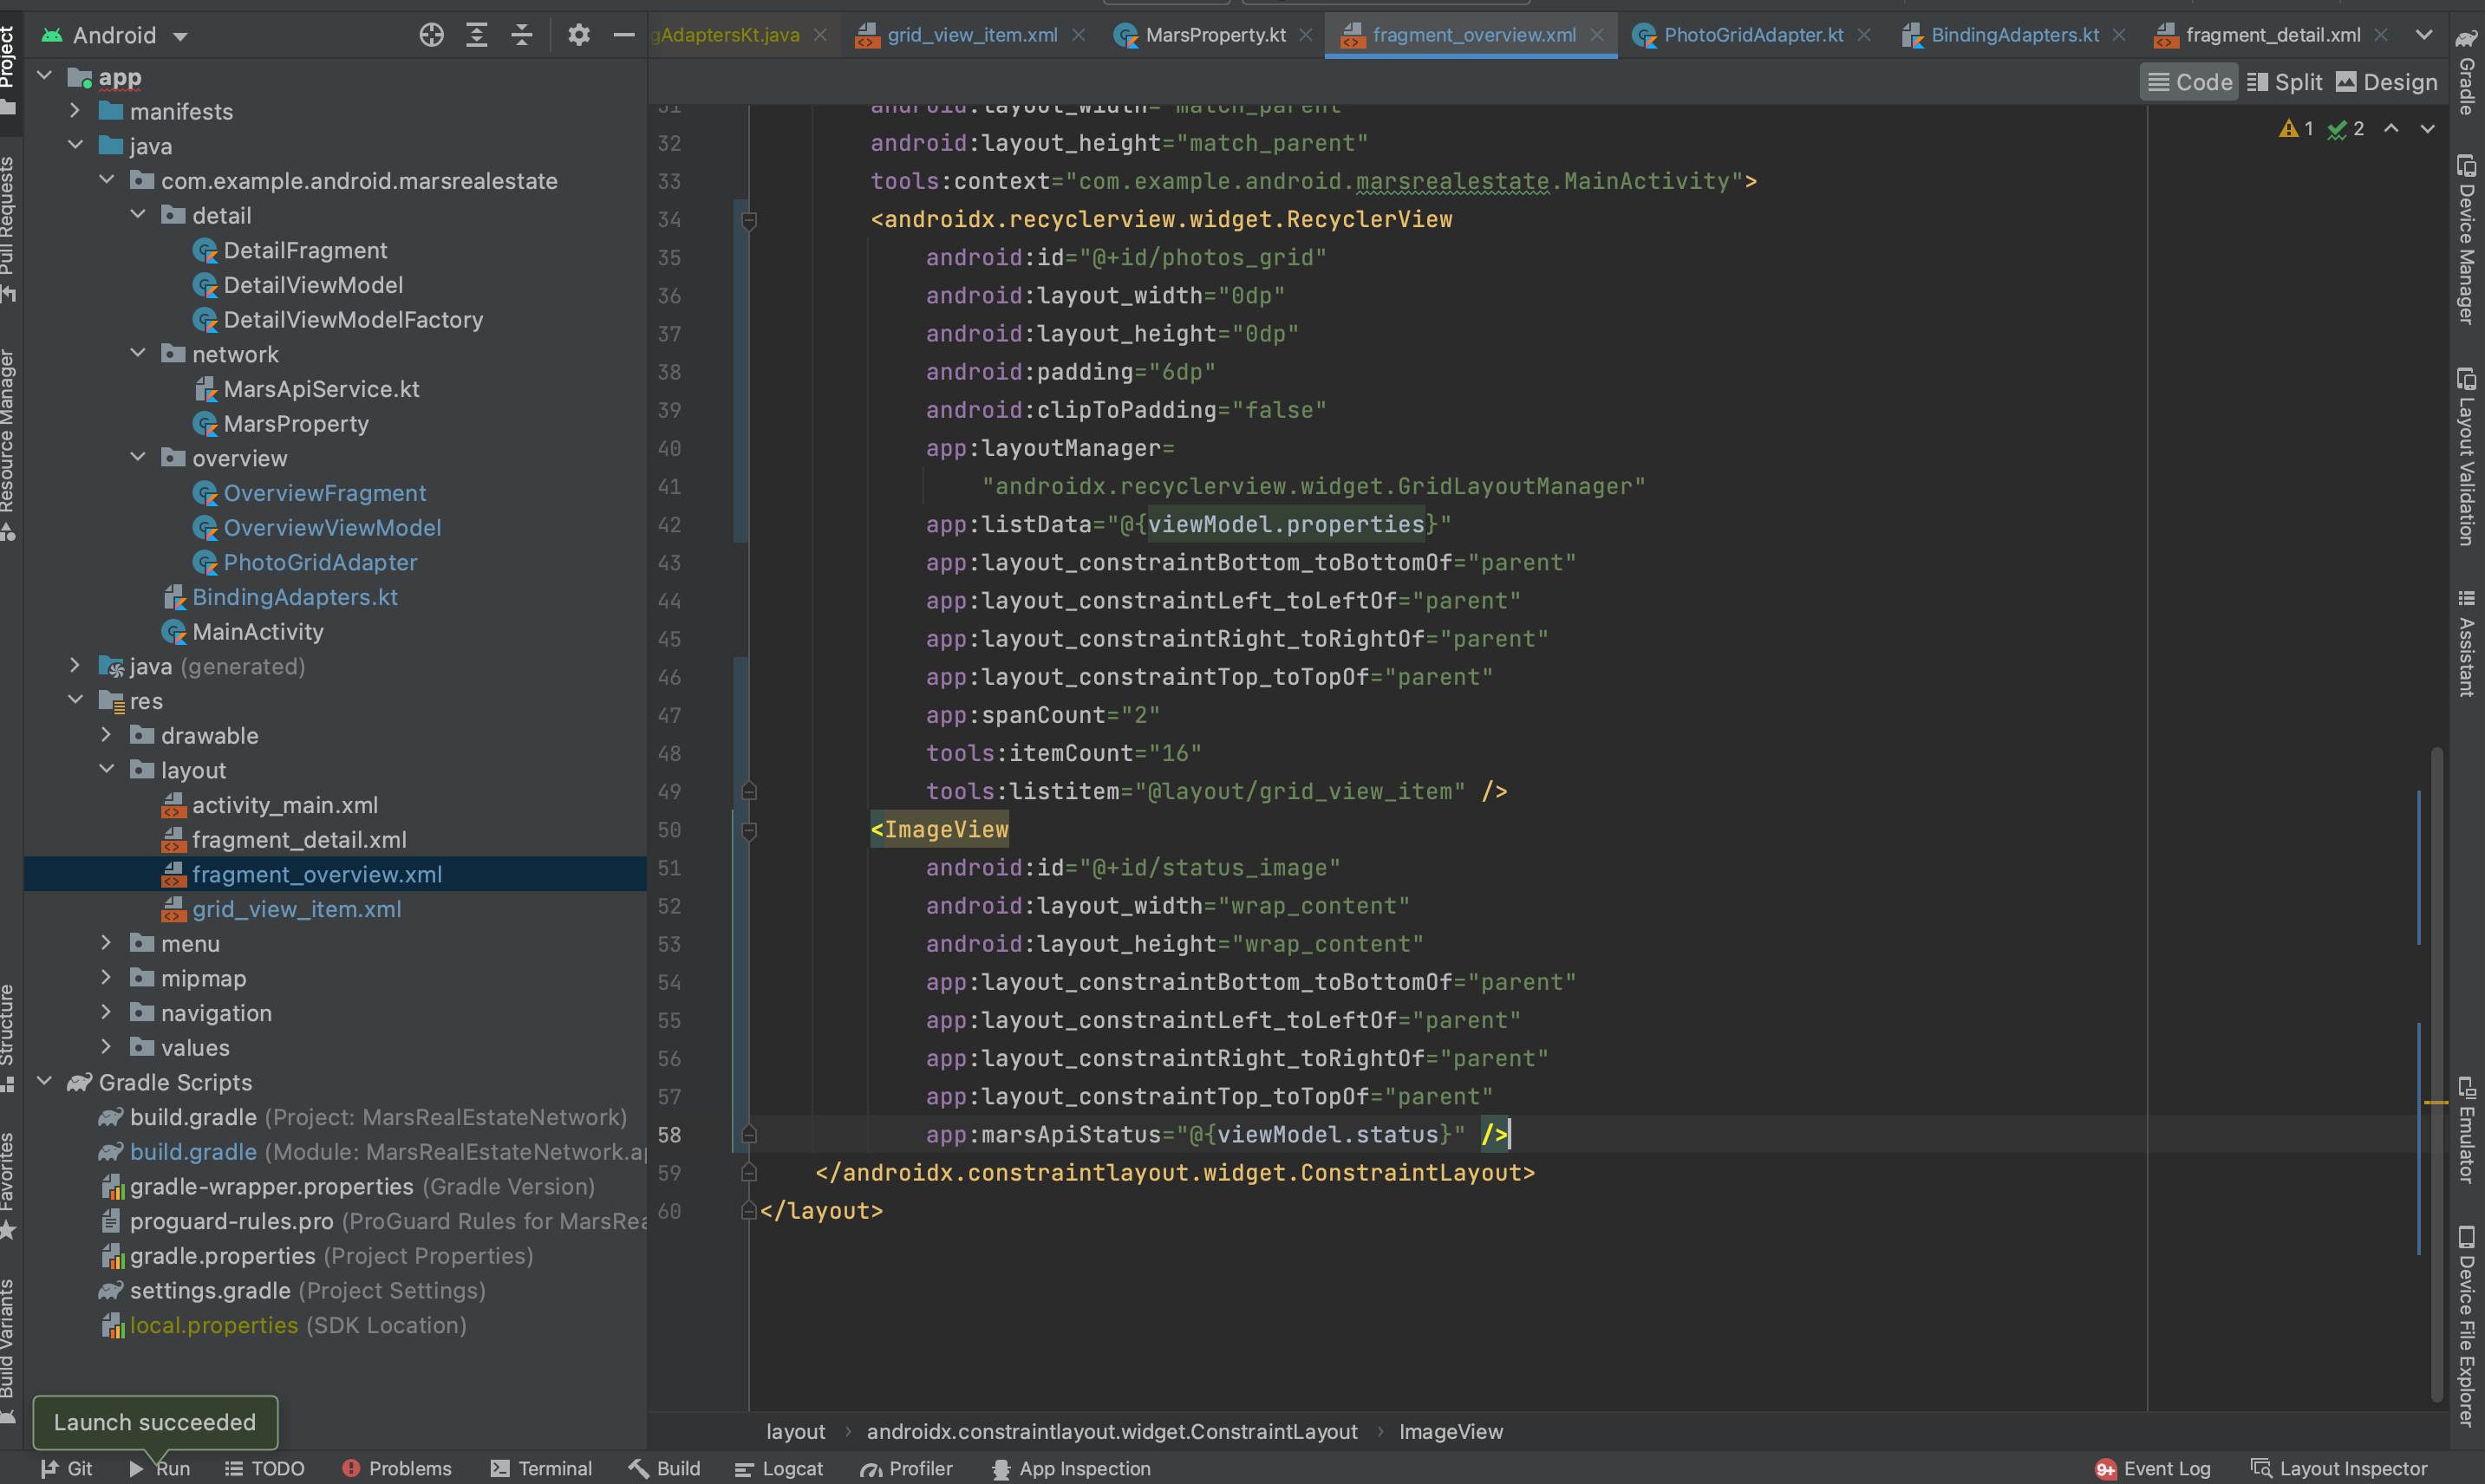 Android
gAdaptersKt.java
grid_view_item.xml
MarsProperty.kt
fragment_overview.xml
PhotoGridAdapter.kt
BindingAdapters.kt
fragment_detail.xml
Code
Split
Design
1
2
Project
Pull Requests
Resource Manager
Structure
Favorites
Build Variants
app
manifests
java
com.example.android.marsrealestate
detail
DetailFragment
DetailViewModel
DetailViewModelFactory
network
MarsApiService.kt
MarsProperty
overview
OverviewFragment
OverviewViewModel
PhotoGridAdapter
BindingAdapters.kt
MainActivity
java (generated)
res
drawable
layout
activity_main.xml
fragment_detail.xml
fragment_overview.xml
grid_view_item.xml
menu
mipmap
navigation
values
Gradle Scripts
build.gradle (Project: MarsRealEstateNetwork)
build.gradle (Module: MarsRealEstateNetwork.a
gradle-wrapper.properties (Gradle Version)
proguard-rules.pro (ProGuard Rules for MarsRea
gradle.properties (Project Properties)
settings.gradle (Project Settings)
local.properties (SDK Location)
31 android:layout_width="match_parent"
32 android:layout_height="match_parent"
33 tools:context="com.example.android.marsrealestate.MainActivity">
34 <androidx.recyclerview.widget.RecyclerView
35 android:id="@+id/photos_grid"
36 android:layout_width="0dp"
37 android:layout_height="0dp"
38 android:padding="6dp"
39 android:clipToPadding="false"
40 app:layoutManager=
41 "androidx.recyclerview.widget.GridLayoutManager"
42 app:listData="@{viewModel.properties}"
43 app:layout_constraintBottom_toBottomOf="parent"
44 app:layout_constraintLeft_toLeftOf="parent"
45 app:layout_constraintRight_toRightOf="parent"
46 app:layout_constraintTop_toTopOf="parent"
47 app:spanCount="2"
48 tools:itemCount="16"
49 tools:listitem="@layout/grid_view_item" />
50 <ImageView
51 android:id="@+id/status_image"
52 android:layout_width="wrap_content"
53 android:layout_height="wrap_content"
54 app:layout_constraintBottom_toBottomOf="parent"
55 app:layout_constraintLeft_toLeftOf="parent"
56 app:layout_constraintRight_toRightOf="parent"
57 app:layout_constraintTop_toTopOf="parent"
58 app:marsApiStatus="@{viewModel.status}" />
59 </androidx.constraintlayout.widget.ConstraintLayout>
60 </layout>
Gradle
Device Manager
Layout Validation
Assistant
Emulator
Device File Explorer
layout › androidx.constraintlayout.widget.ConstraintLayout › ImageView
Launch succeeded
Git
Run
TODO
Problems
Terminal
Build
Logcat
Profiler
App Inspection
9+ Event Log
Layout Inspector